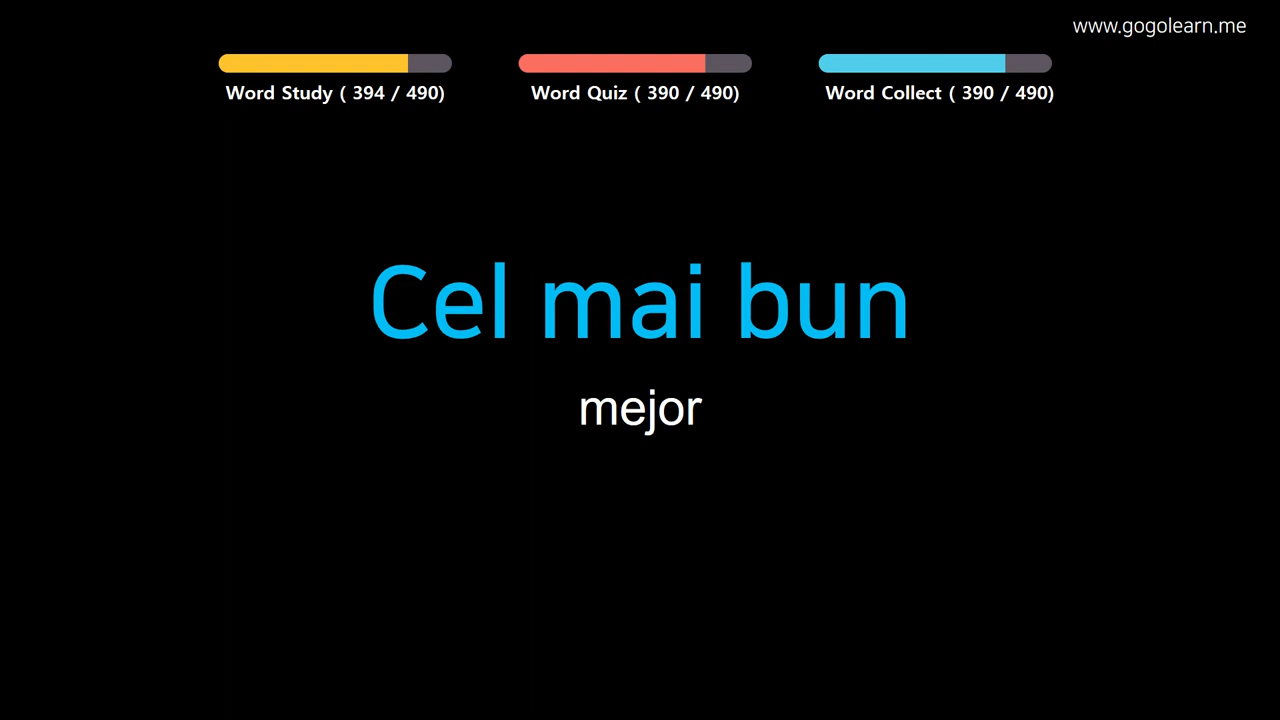 www.gogolearn.me
Word Study ( 394 / 490)
Word Quiz ( 390 / 490)
Word Collect ( 390 / 490)
Cel mai bun
mejor